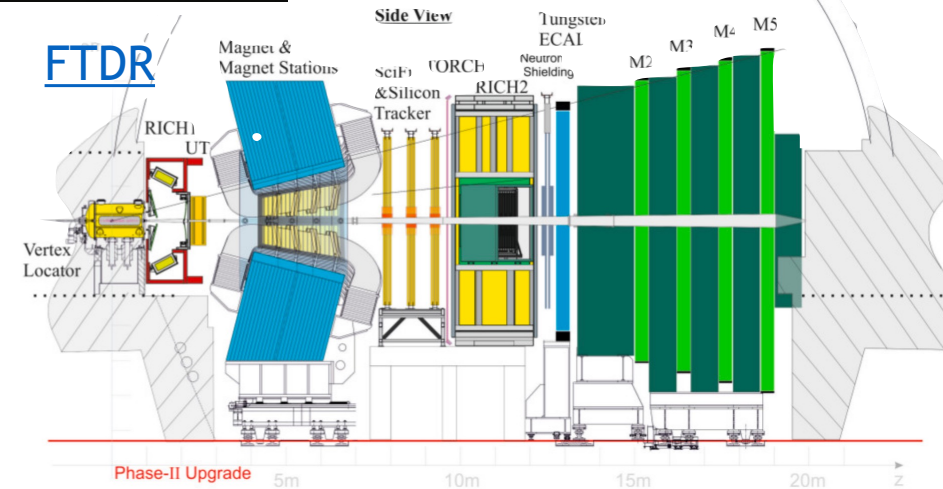 Side View
FTDR
Magnet &
Magnet Stations
SciFi
&Silicon
Tracker
TORCH
RICH2
Tungsten
ECAL
Neutron
Shielding
M2
M3
M4
M5
RICH1
UT
Vertex
Locator
Phase-II Upgrade
5m
10m
15m
20m
z